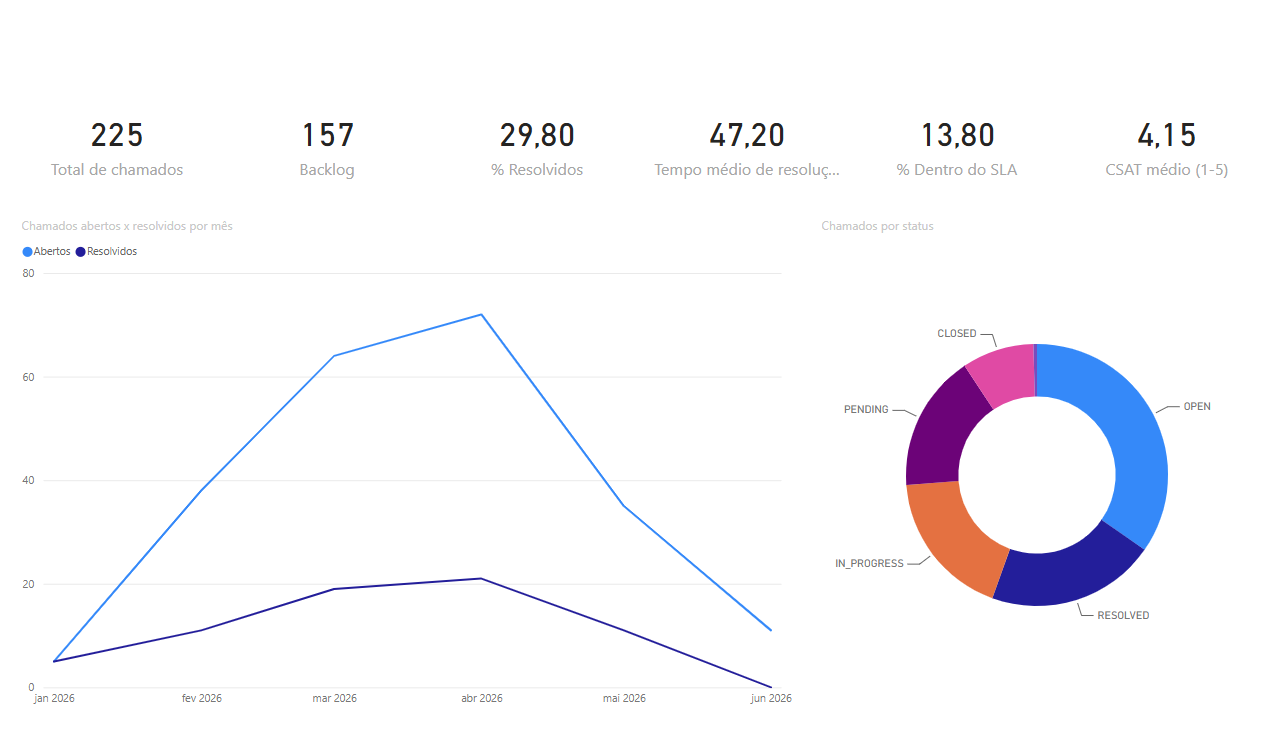 225
Total de chamados
157
Backlog
29,80
% Resolvidos
47,20
Tempo médio de resoluç...
13,80
% Dentro do SLA
4,15
CSAT médio (1-5)
Chamados abertos x resolvidos por mês
Abertos Resolvidos
80
60
40
20
0
jan 2026 fev 2026 mar 2026 abr 2026 mai 2026 jun 2026
Chamados por status
CLOSED
OPEN
PENDING
IN_PROGRESS
RESOLVED